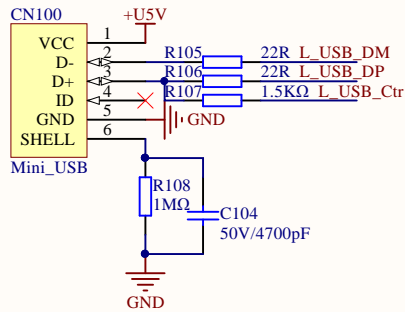 CN100
+U5V
VCC 1
D- 2 R105 22R L_USB_DM
D+ 3 R106 22R L_USB_DP
ID 4 R107 1.5KΩ L_USB_Ctr
GND 5 GND
SHELL 6
Mini_USB
R108
1MΩ
C104
50V/4700pF
GND